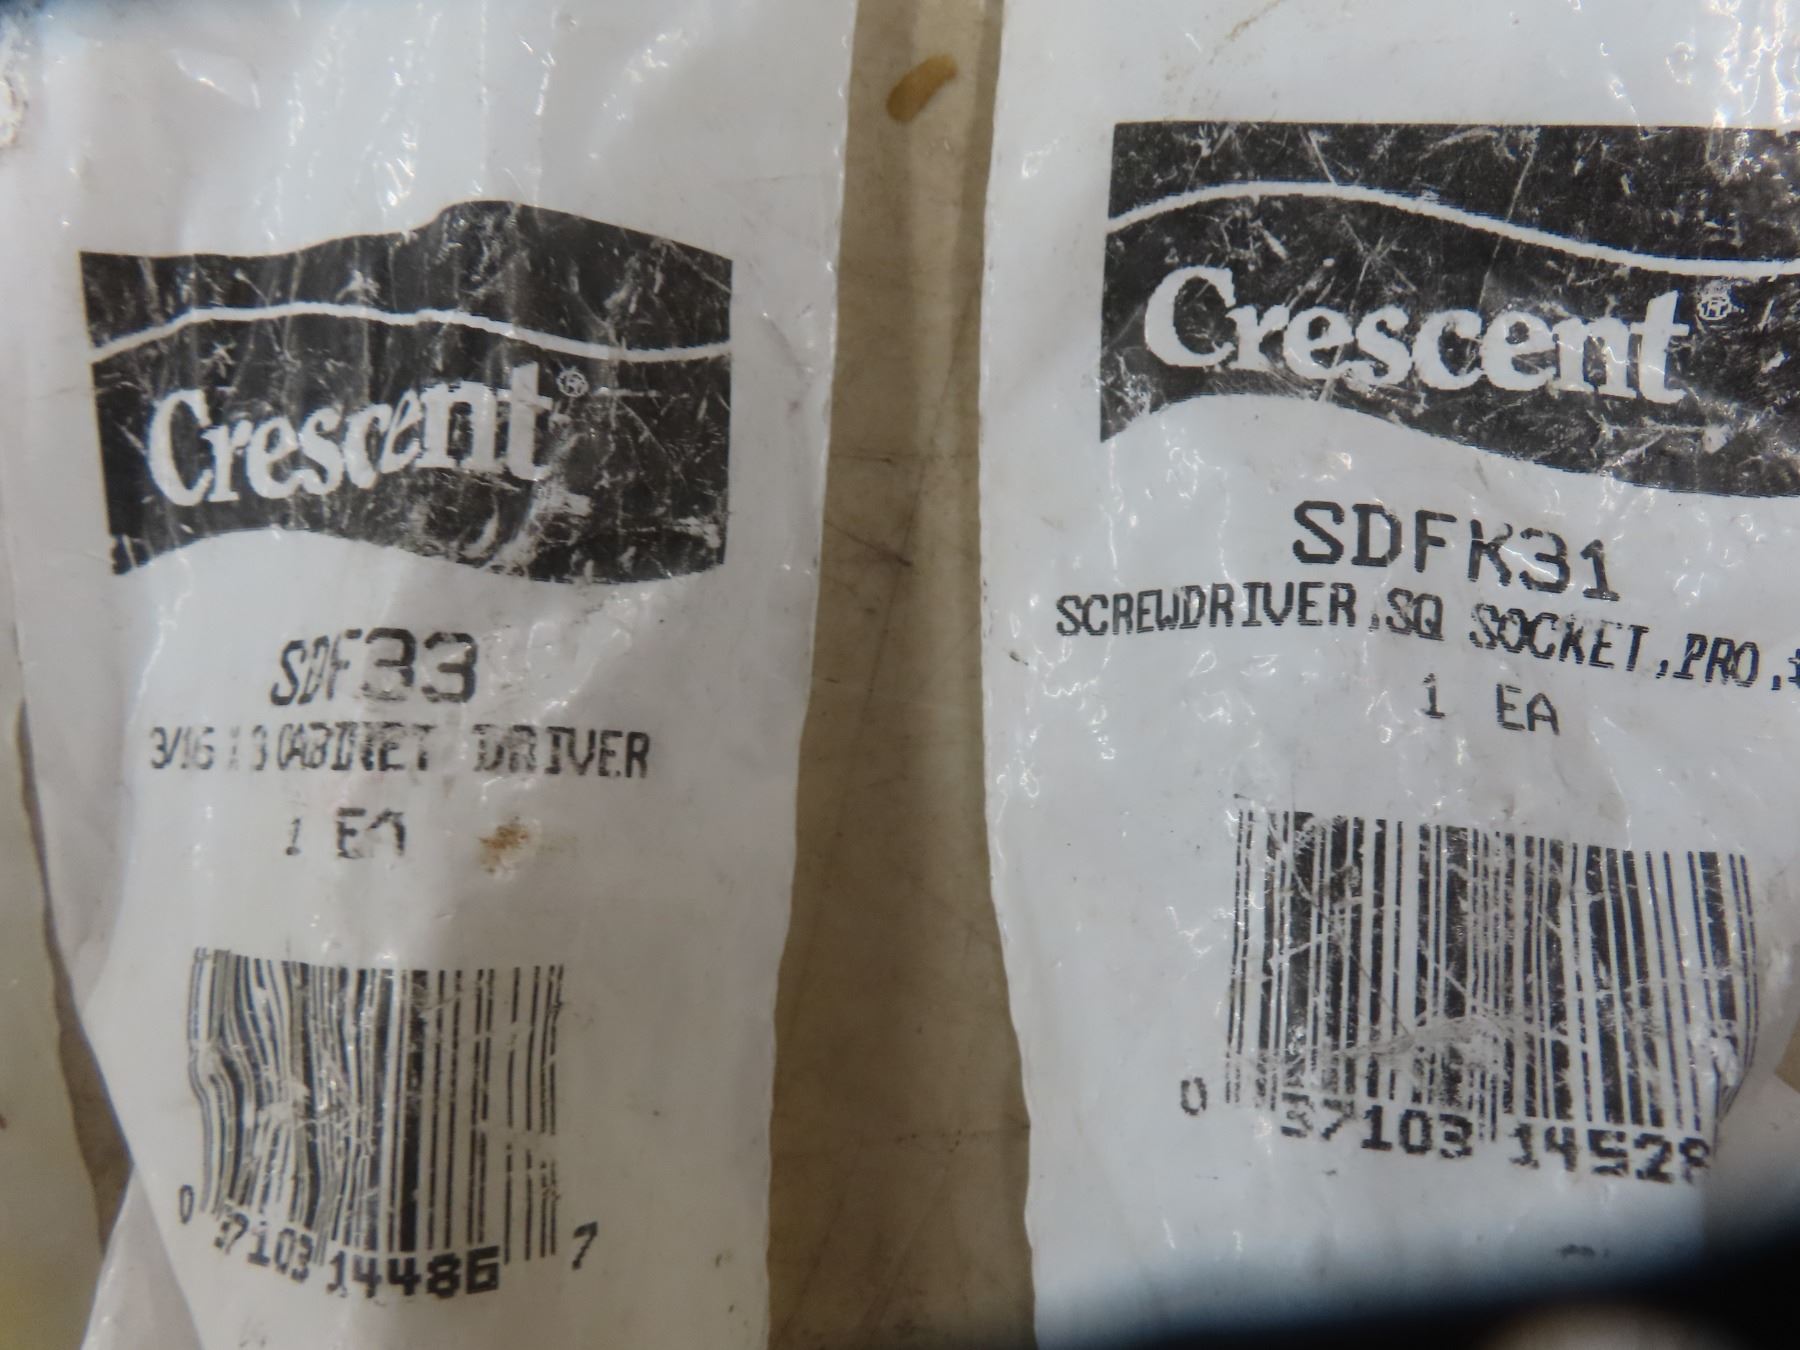 Crescent®
SDF33
3/16 CABINET DRIVER
1 EA
0 37103 14486 7
Crescent®
SDFK31
SCREWDRIVER,SQ SOCKET,PRO,
1 EA
0 37103 14528